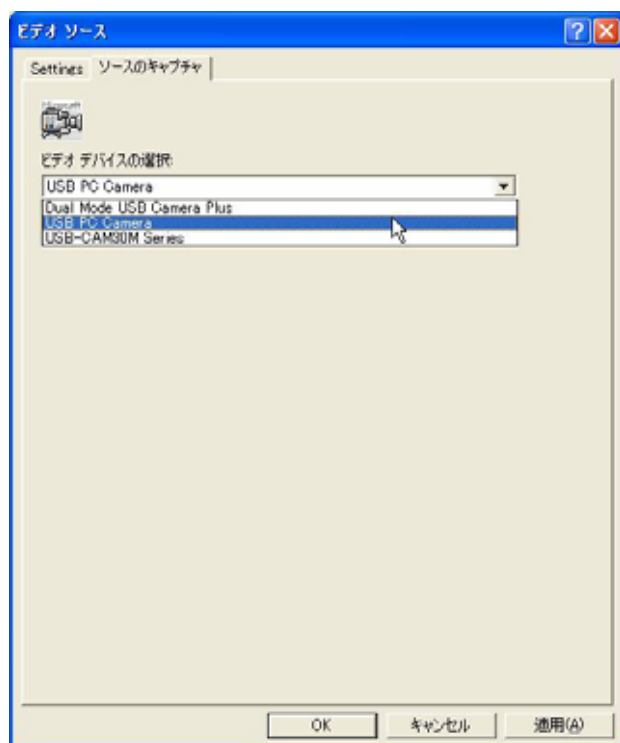 ビデオ ソース
Settings ソースのキャプチャ
Microsoft
ビデオ デバイスの選択:
USB PC Camera
Dual Mode USB Camera Plus
USB PC Camera
USB-CAM30M Series
OK キャンセル 適用(A)